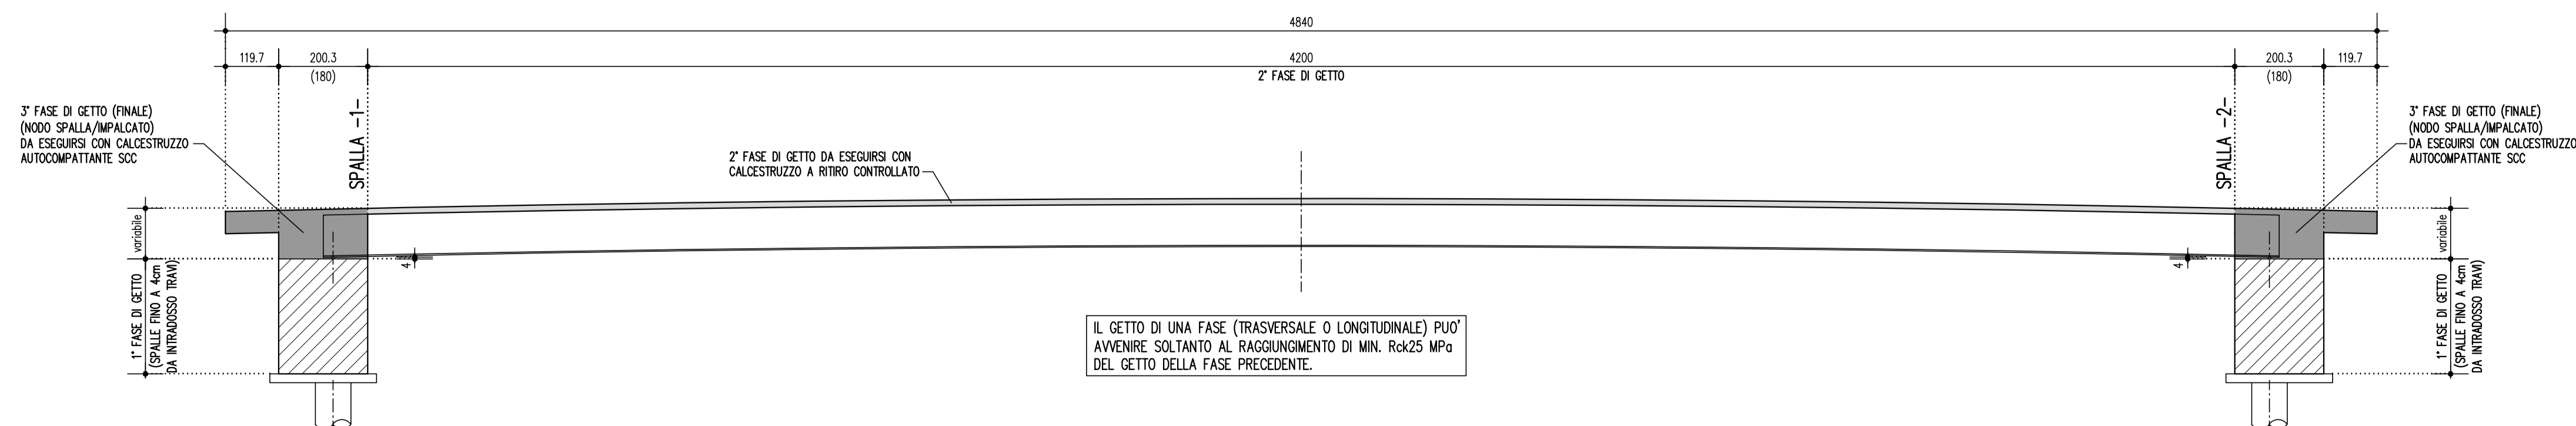 4840
119.7
200.3
(180)
4200
2° FASE DI GETTO
200.3
(180)
119.7
3° FASE DI GETTO (FINALE)
(NODO SPALLA/IMPALCATO)
DA ESEGUIRSI CON CALCESTRUZZO
AUTOCOMPATTANTE SCC
SPALLA -1-
2° FASE DI GETTO DA ESEGUIRSI CON
CALCESTRUZZO A RITIRO CONTROLLATO
SPALLA -2-
3° FASE DI GETTO (FINALE)
(NODO SPALLA/IMPALCATO)
DA ESEGUIRSI CON CALCESTRUZZO
AUTOCOMPATTANTE SCC
variabile
4
4
variabile
1° FASE DI GETTO
(SPALLE FINO A 4cm
DA INTRADOSSO TRAVI)
IL GETTO DI UNA FASE (TRASVERSALE O LONGITUDINALE) PUO'
AVVENIRE SOLTANTO AL RAGGIUNGIMENTO DI MIN. Rck25 MPa
DEL GETTO DELLA FASE PRECEDENTE.
1° FASE DI GETTO
(SPALLE FINO A 4cm
DA INTRADOSSO TRAVI)